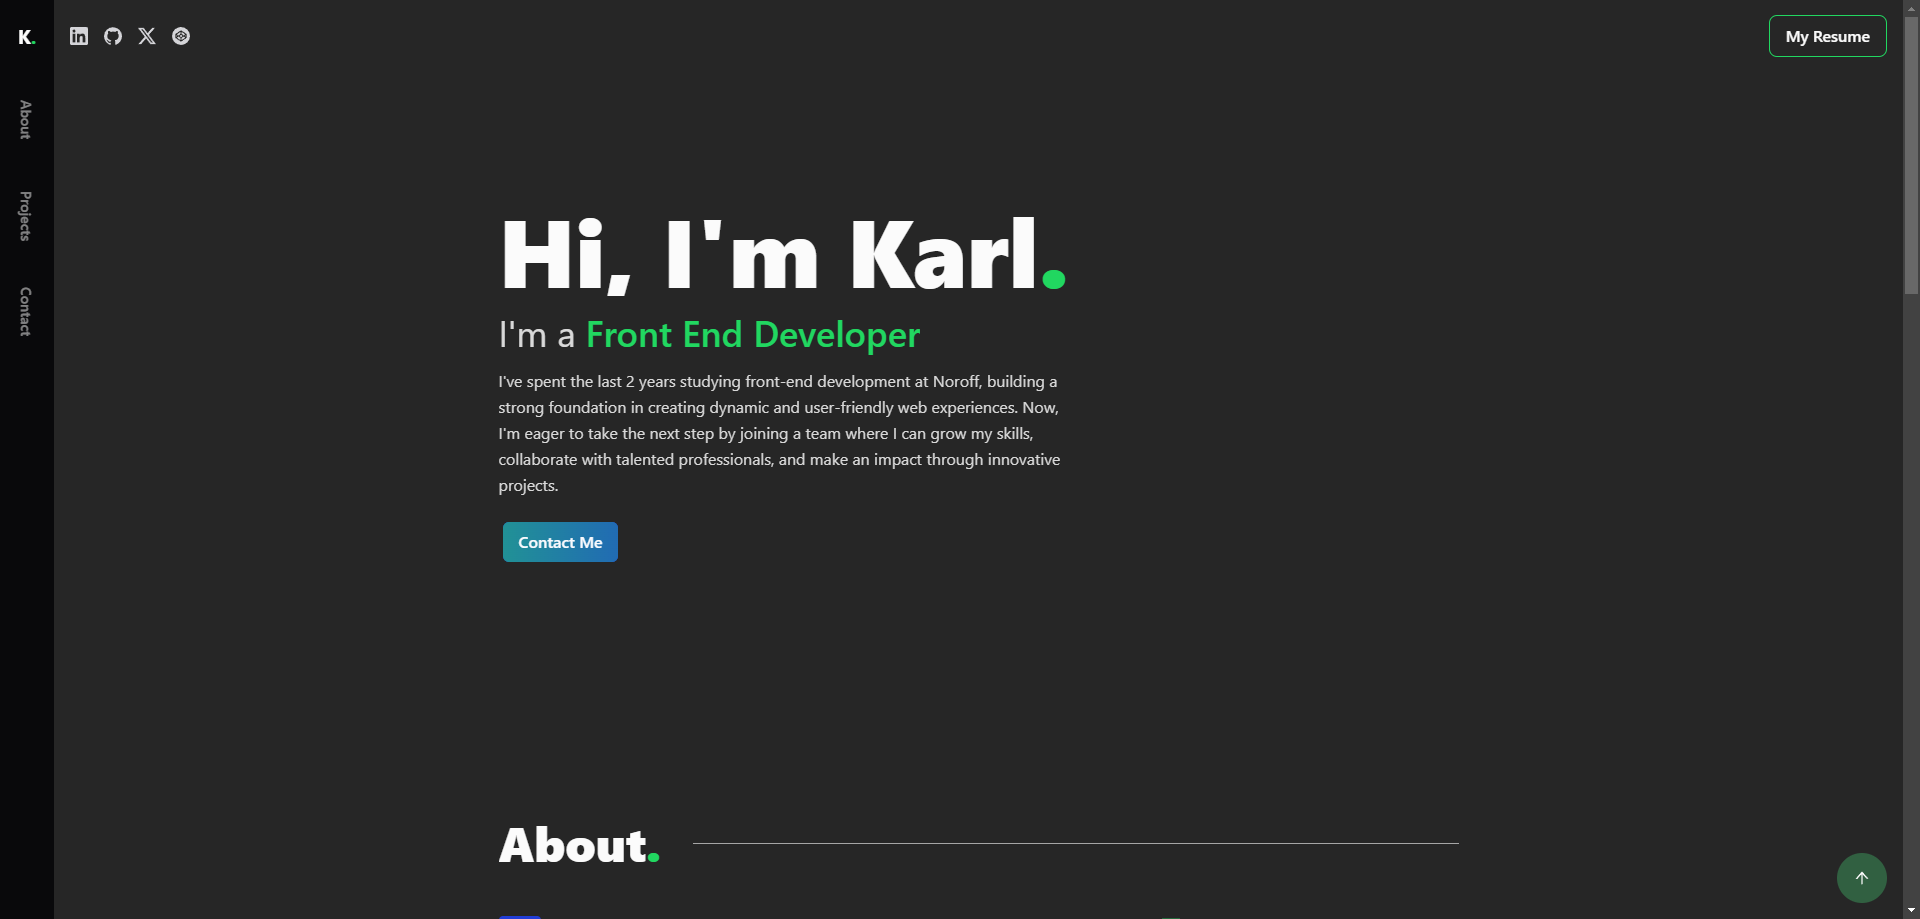 K.
My Resume
About
Projects
Contact
Hi, I'm Karl.
I'm a Front End Developer
I've spent the last 2 years studying front-end development at Noroff, building a
strong foundation in creating dynamic and user-friendly web experiences. Now,
I'm eager to take the next step by joining a team where I can grow my skills,
collaborate with talented professionals, and make an impact through innovative
projects.
Contact Me
About.